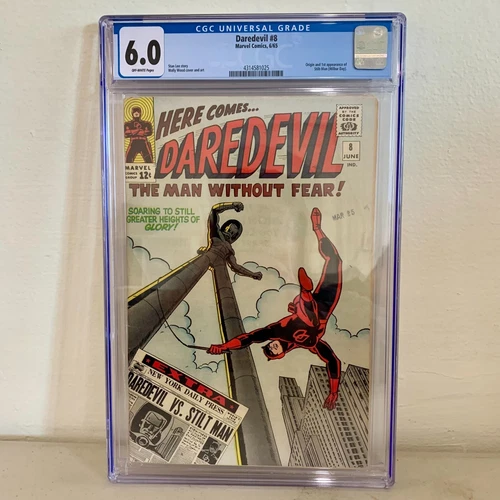 CGC UNIVERSAL GRADE
6.0
OFF-WHITE Pages
Daredevil #8
Marvel Comics, 6/65
4314581025
Stan Lee story
Wally Wood cover and art
Origin and 1st appearance of
Stilt-Man (Wilbur Day).
MARVEL
COMICS GROUP
12¢
HERE COMES...
DAREDEVIL
THE MAN WITHOUT FEAR!
APPROVED
BY THE
COMICS
CODE
AUTHORITY
8
JUNE
IND.
SOARING TO STILL
GREATER HEIGHTS OF
GLORY!
EXTRA
NEW YORK DAILY PRESS
DAREDEVIL VS. STILT MAN